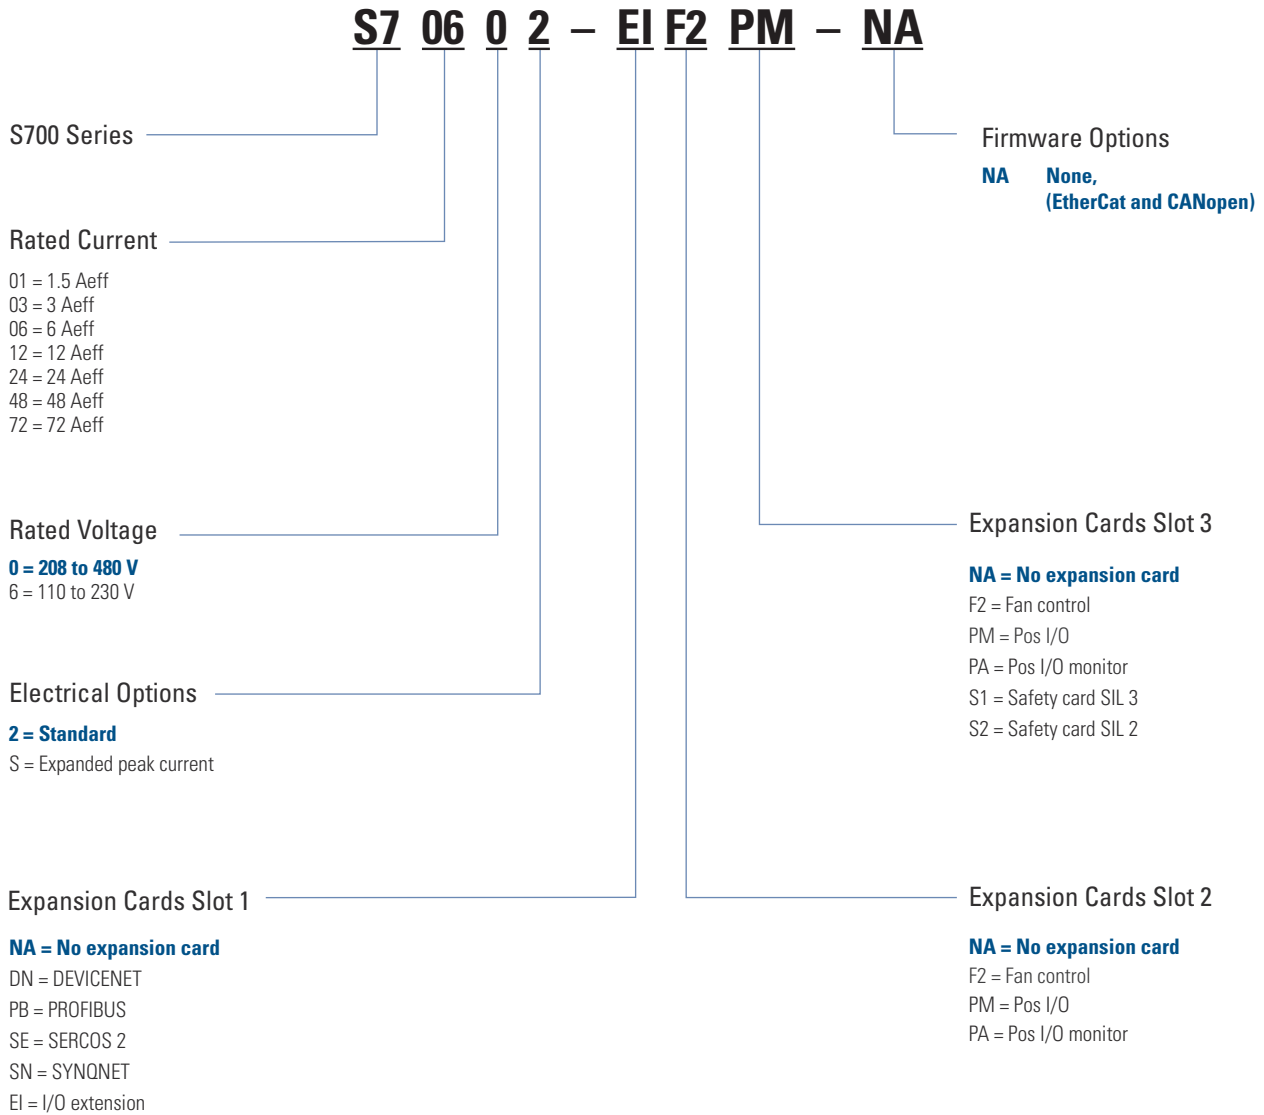 S7 06 0 2 – EI F2 PM – NA
S700 Series
Firmware Options
NA None,
(EtherCat and CANopen)
Rated Current
01 = 1.5 Aeff
03 = 3 Aeff
06 = 6 Aeff
12 = 12 Aeff
24 = 24 Aeff
48 = 48 Aeff
72 = 72 Aeff
Rated Voltage
0 = 208 to 480 V
6 = 110 to 230 V
Expansion Cards Slot 3
NA = No expansion card
F2 = Fan control
PM = Pos I/O
PA = Pos I/O monitor
S1 = Safety card SIL 3
S2 = Safety card SIL 2
Electrical Options
2 = Standard
S = Expanded peak current
Expansion Cards Slot 1
NA = No expansion card
DN = DEVICENET
PB = PROFIBUS
SE = SERCOS 2
SN = SYNQNET
EI = I/O extension
Expansion Cards Slot 2
NA = No expansion card
F2 = Fan control
PM = Pos I/O
PA = Pos I/O monitor